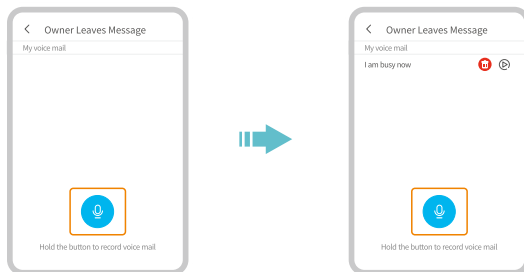 Owner Leaves Message
My voice mail
Hold the button to record voice mail
Owner Leaves Message
My voice mail
I am busy now
Hold the button to record voice mail